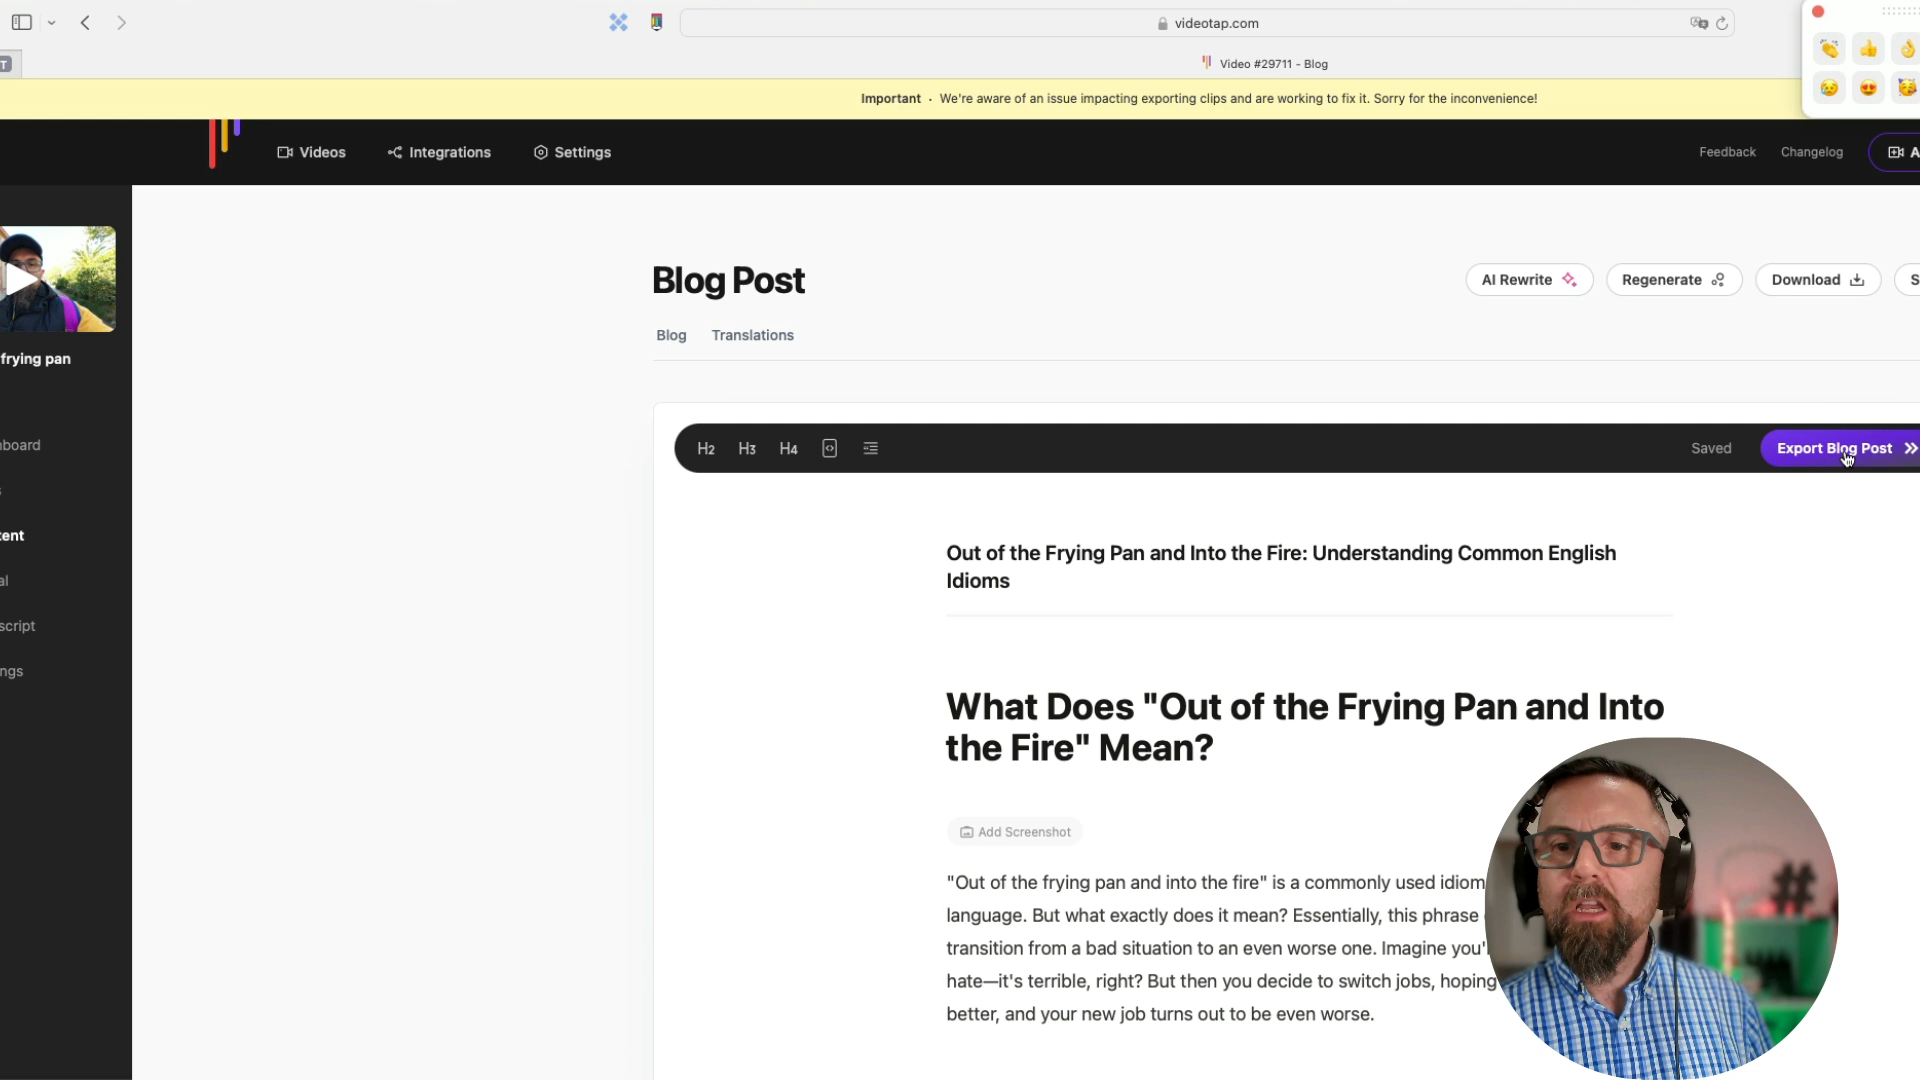 videotap.com
T
Video #29711 - Blog
Important · We're aware of an issue impacting exporting clips and are working to fix it. Sorry for the inconvenience!
Videos
Integrations
Settings
Feedback
Changelog
A
frying pan
board
s
tent
al
script
ngs
Blog Post
AI Rewrite
Regenerate
Download
S
Blog
Translations
H2
H3
H4
Saved
Export Blog Post
Out of the Frying Pan and Into the Fire: Understanding Common English
Idioms
What Does "Out of the Frying Pan and Into
the Fire" Mean?
Add Screenshot
"Out of the frying pan and into the fire" is a commonly used idiom
language. But what exactly does it mean? Essentially, this phrase
transition from a bad situation to an even worse one. Imagine you'
hate—it's terrible, right? But then you decide to switch jobs, hoping
better, and your new job turns out to be even worse.
#